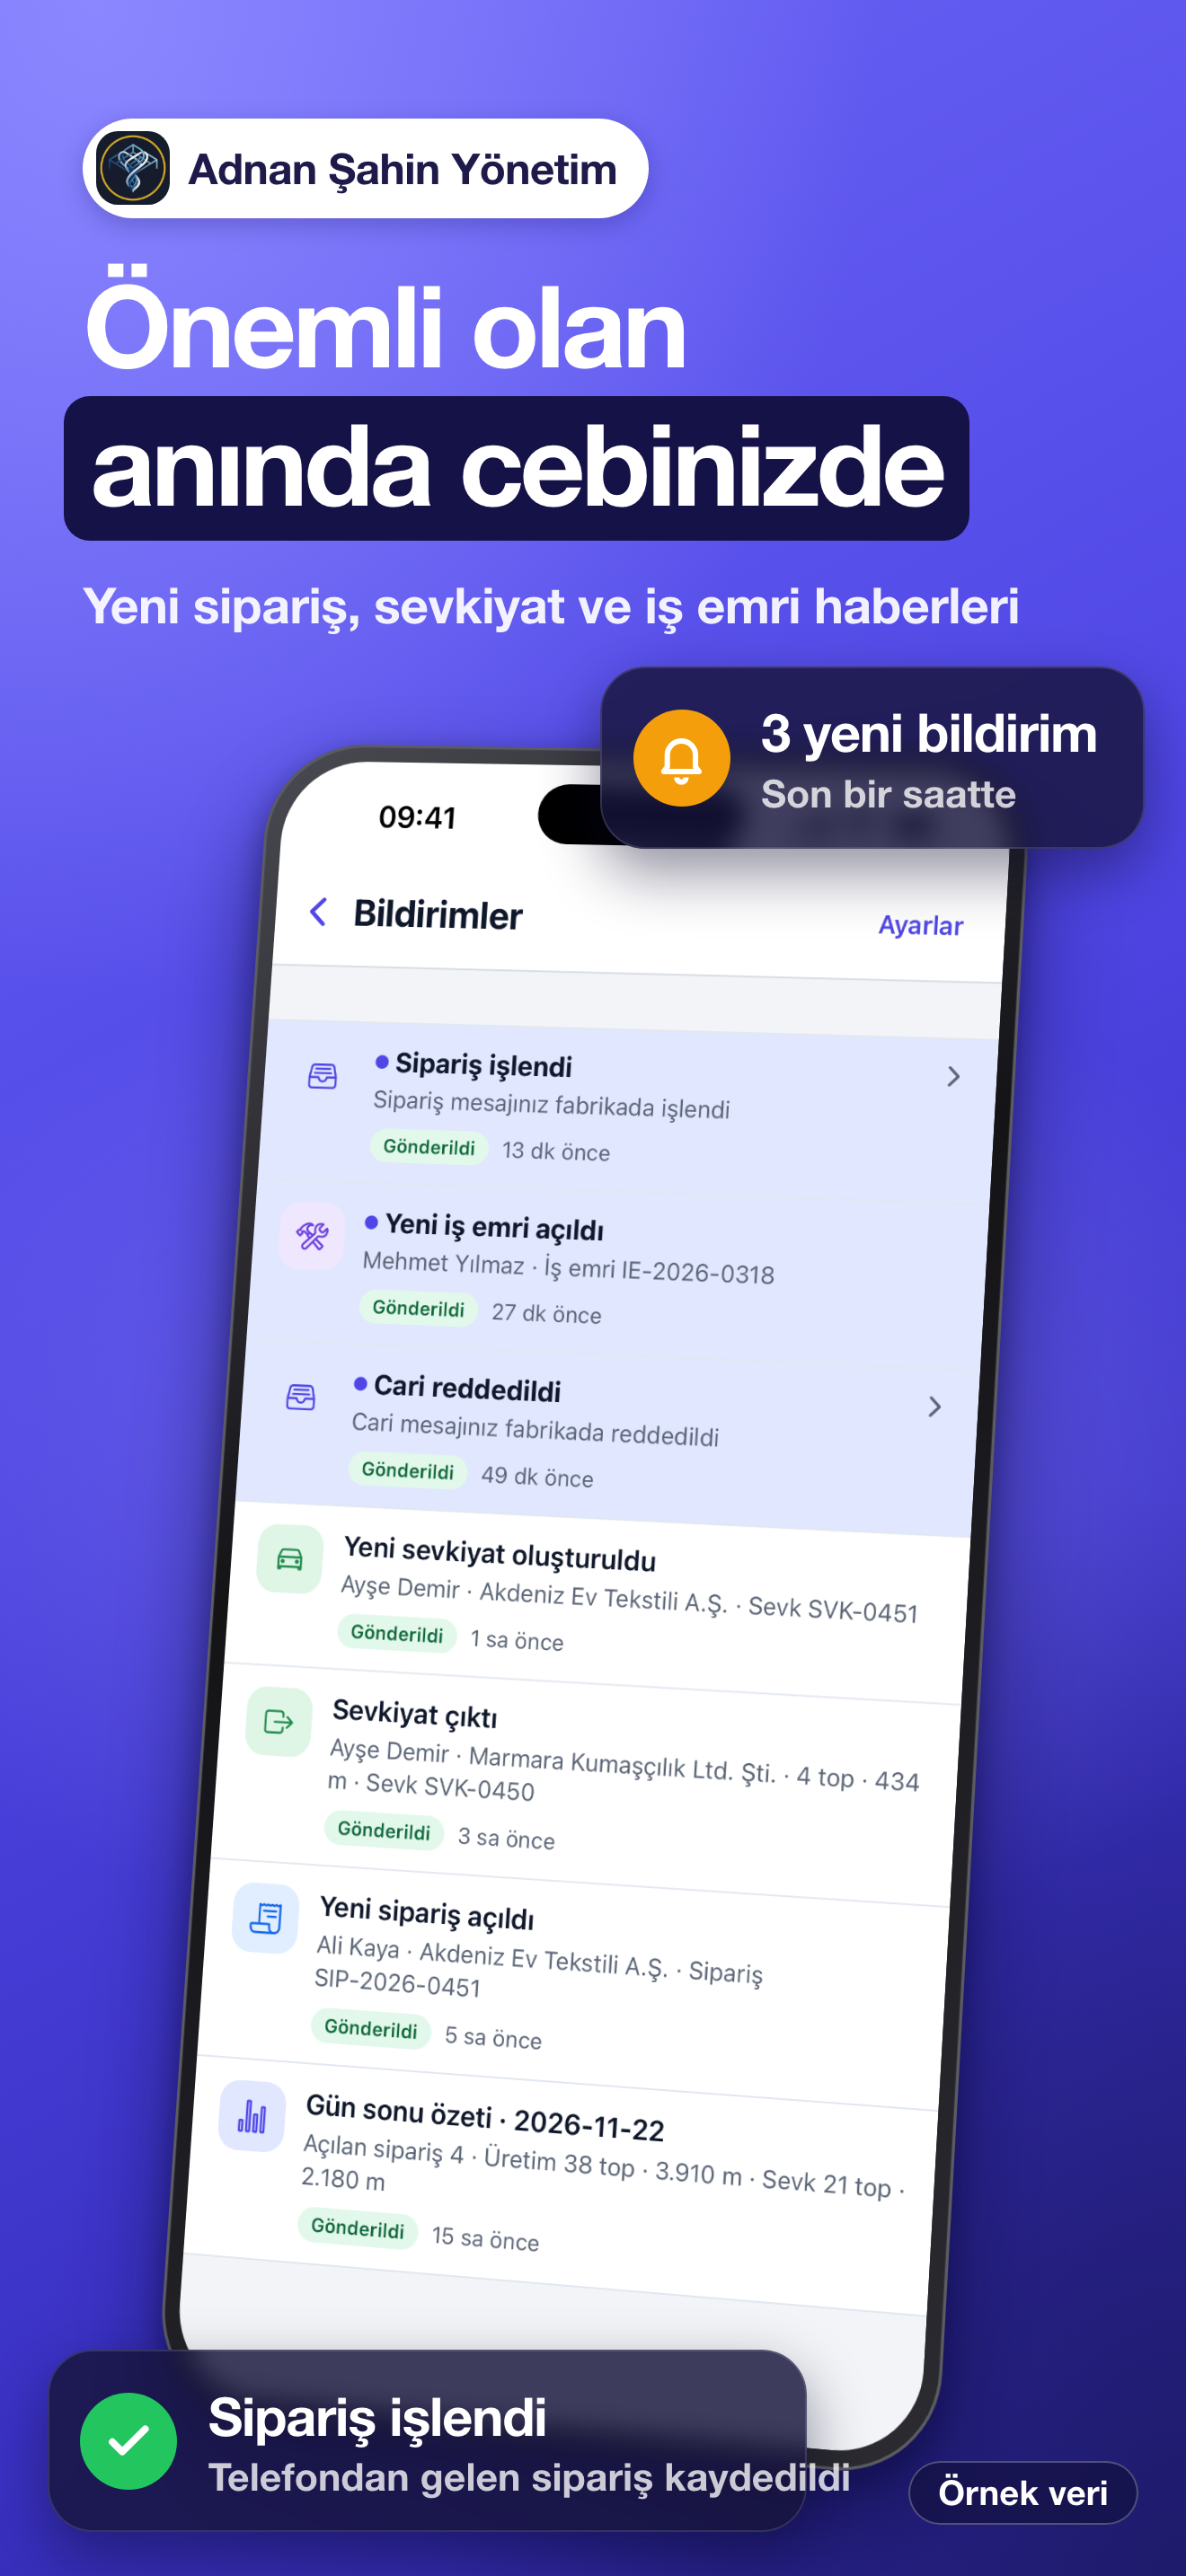 Adnan Şahin Yönetim
Önemli olan
anında cebinizde
Yeni sipariş, sevkiyat ve iş emri haberleri
3 yeni bildirim
Son bir saatte
09:41
Bildirimler
Ayarlar
Sipariş işlendi
Sipariş mesajınız fabrikada işlendi
Gönderildi 13 dk önce
Yeni iş emri açıldı
Mehmet Yılmaz · İş emri IE-2026-0318
Gönderildi 27 dk önce
Cari reddedildi
Cari mesajınız fabrikada reddedildi
Gönderildi 49 dk önce
Yeni sevkiyat oluşturuldu
Ayşe Demir · Akdeniz Ev Tekstili A.Ş. · Sevk SVK-0451
Gönderildi 1 sa önce
Sevkiyat çıktı
Ayşe Demir · Marmara Kumaşçılık Ltd. Şti. · 4 top · 434
m · Sevk SVK-0450
Gönderildi 3 sa önce
Yeni sipariş açıldı
Ali Kaya · Akdeniz Ev Tekstili A.Ş. · Sipariş
SIP-2026-0451
Gönderildi 5 sa önce
Gün sonu özeti · 2026-11-22
Açılan sipariş 4 · Üretim 38 top · 3.910 m · Sevk 21 top ·
2.180 m
Gönderildi 15 sa önce
Sipariş işlendi
Telefondan gelen sipariş kaydedildi
Örnek veri